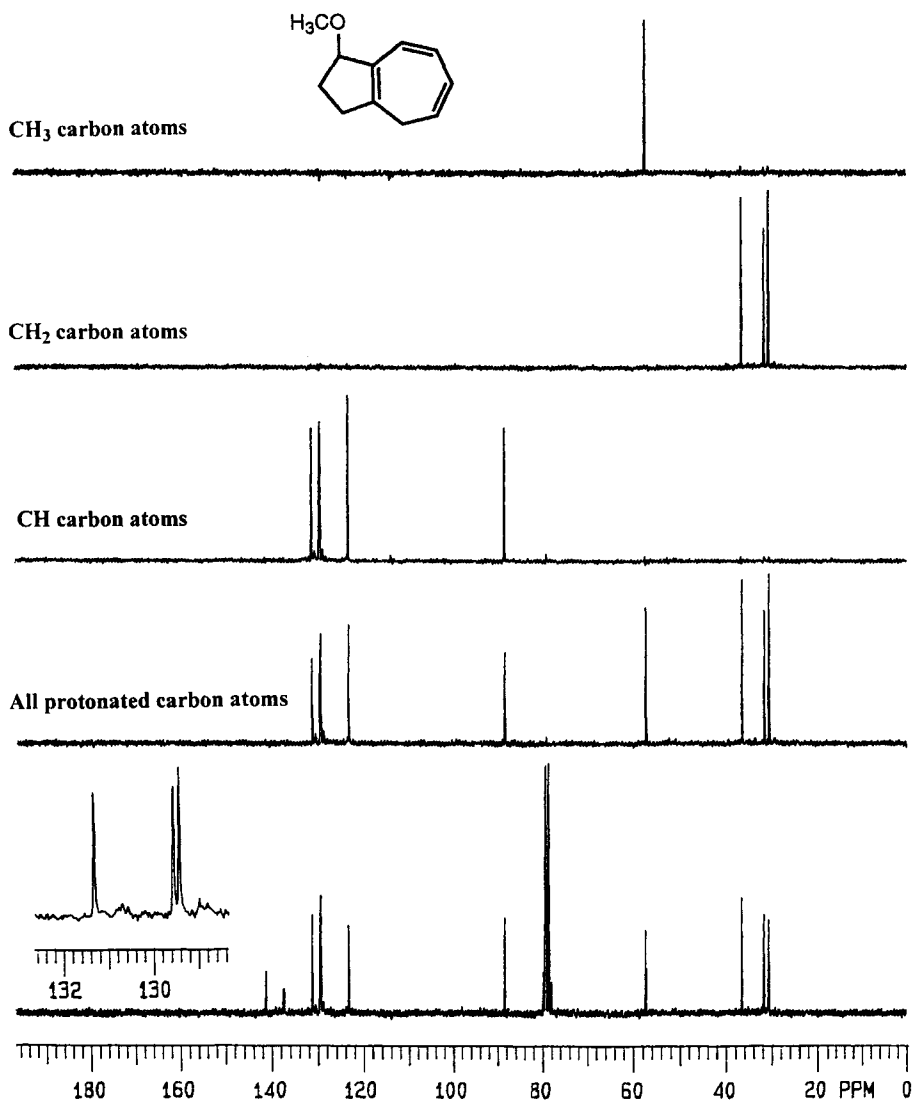 H₃CO
CH₃ carbon atoms
CH₂ carbon atoms
CH carbon atoms
All protonated carbon atoms
132 130
180 160 140 120 100 80 60 40 20 PPM 0